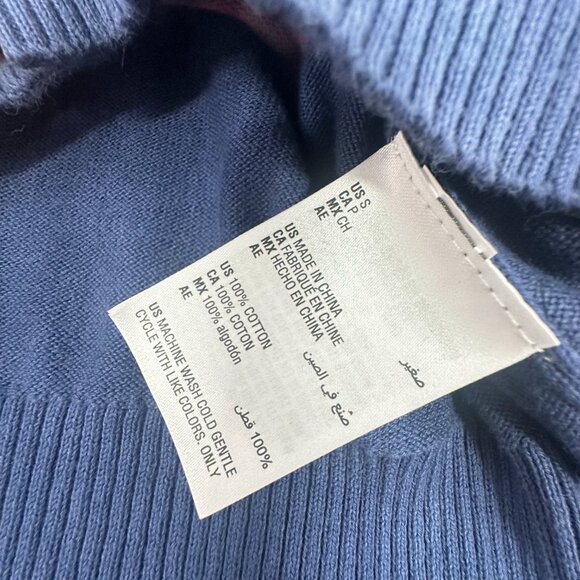 US S
CA P
MX CH
AE
صغير
US MADE IN CHINA
CA FABRIQUÉ EN CHINE
MX HECHO EN CHINA
AE
صُنع في الصين
US 100% COTTON
CA 100% COTON
MX 100% algodón
AE
100% قطن
US MACHINE WASH COLD GENTLE
CYCLE WITH LIKE COLORS. ONLY